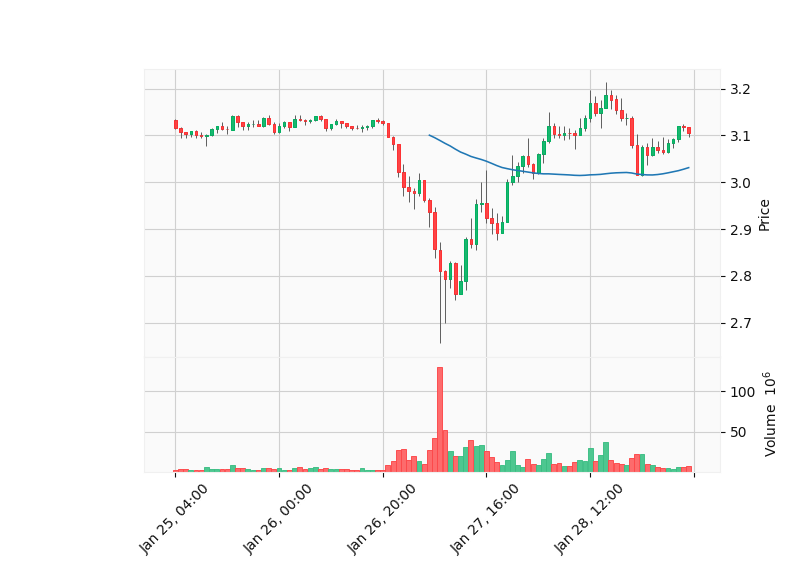 3.2
3.1
3.0
2.9
2.8
2.7
Price
100
50
Volume 10⁶
Jan 25, 04:00
Jan 26, 00:00
Jan 26, 20:00
Jan 27, 16:00
Jan 28, 12:00